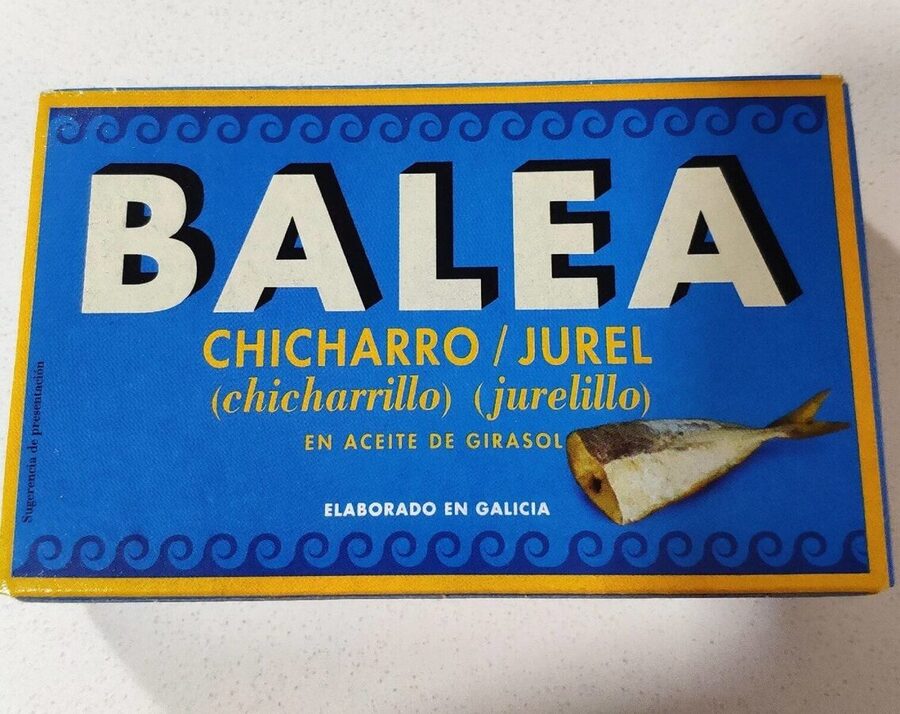 BALEA
CHICHARRO / JUREL
(chicharrillo) (jurelillo)
EN ACEITE DE GIRASOL
ELABORADO EN GALICIA
Sugerencia de presentación